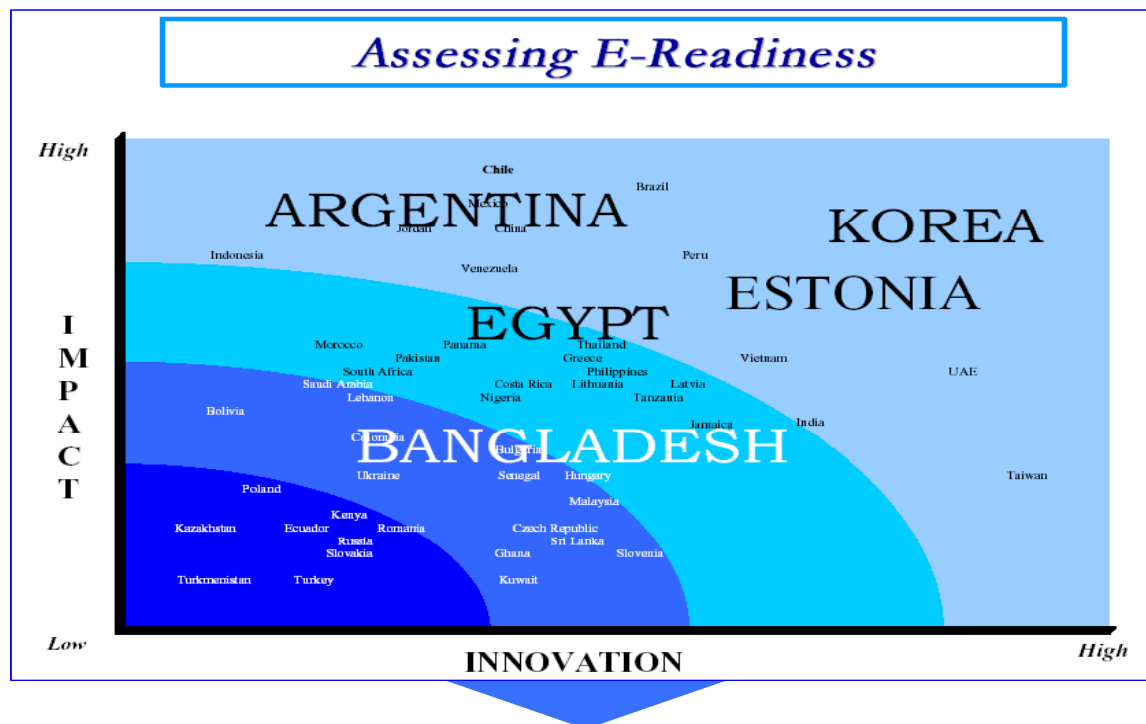 Assessing E-Readiness
High
Chile
Brazil
ARGENTINA
Mexico
KOREA
Jordan
China
Indonesia
Peru
Venezuela
ESTONIA
EGYPT
Morocco
Panama
Thailand
Pakistan
Greece
Vietnam
South Africa
Philippines
UAE
Saudi Arabia
Costa Rica
Lithuania
Latvia
Lebanon
Nigeria
Tanzania
Bolivia
Jamaica
India
Colombia
BANGLADESH
Bulgaria
Ukraine
Senegal
Hungary
Taiwan
Poland
Malaysia
Kenya
Kazakhstan
Ecuador
Romania
Czech Republic
Russia
Sri Lanka
Slovakia
Ghana
Slovenia
Turkmenistan
Turkey
Kuwait
IMPACT
Low
INNOVATION
High